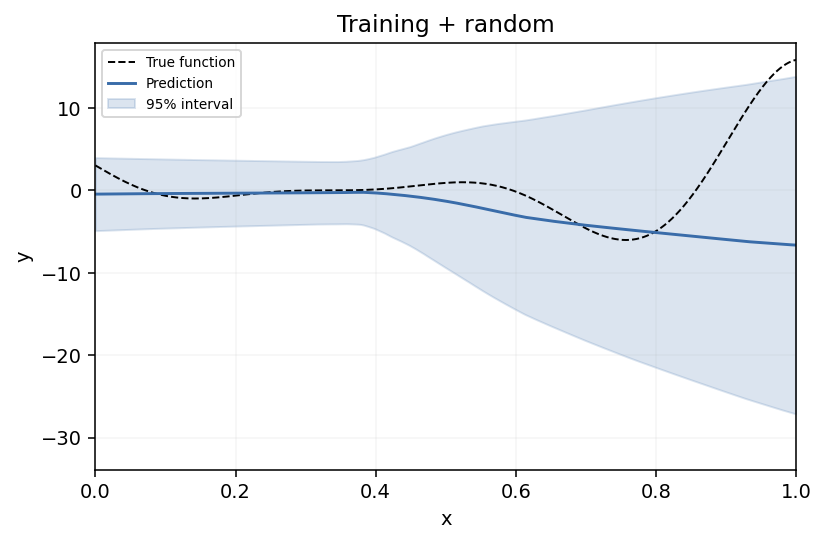 Training + random
True function
Prediction
95% interval
10
0
−10
−20
−30
y
0.0 0.2 0.4 0.6 0.8 1.0
x